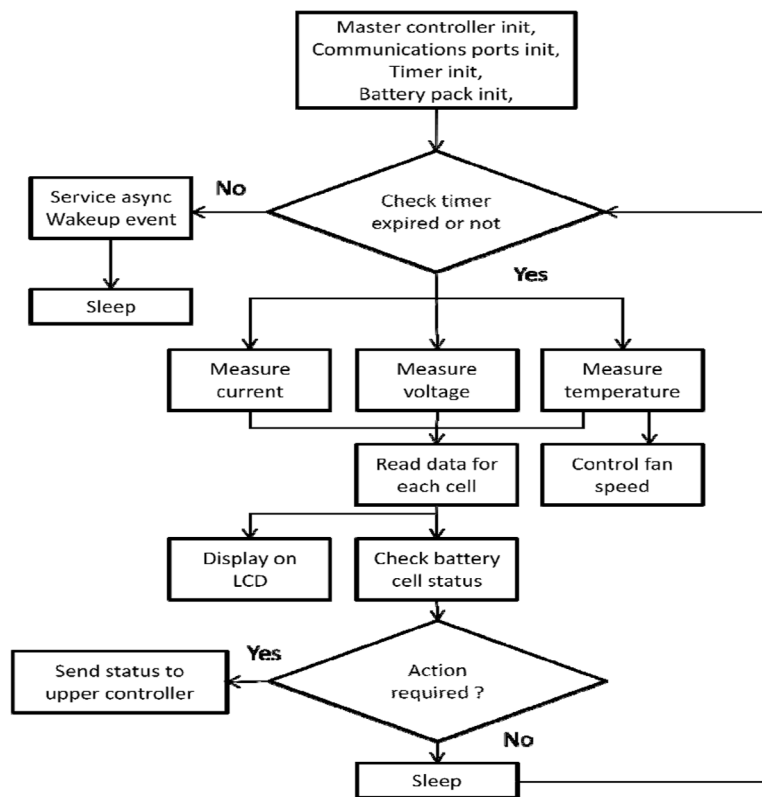 Master controller init,
Communications ports init,
Timer init,
Battery pack init,
Check timer
expired or not
No
Service async
Wakeup event
Sleep
Yes
Measure
current
Measure
voltage
Measure
temperature
Read data for
each cell
Control fan
speed
Display on
LCD
Check battery
cell status
Action
required ?
Yes
Send status to
upper controller
No
Sleep